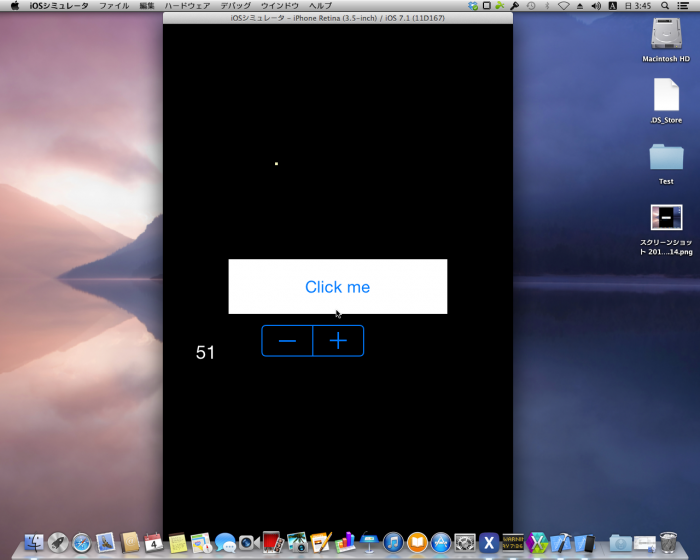 iOSシミュレータ ファイル 編集 ハードウェア デバッグ ウインドウ ヘルプ
A 日 3:45
iOSシミュレータ – iPhone Retina (3.5-inch) / iOS 7.1 (11D167)
Macintosh HD
.DS_Store
Test
スクリーンショッ
ト 201....14.png
Click me
51
4